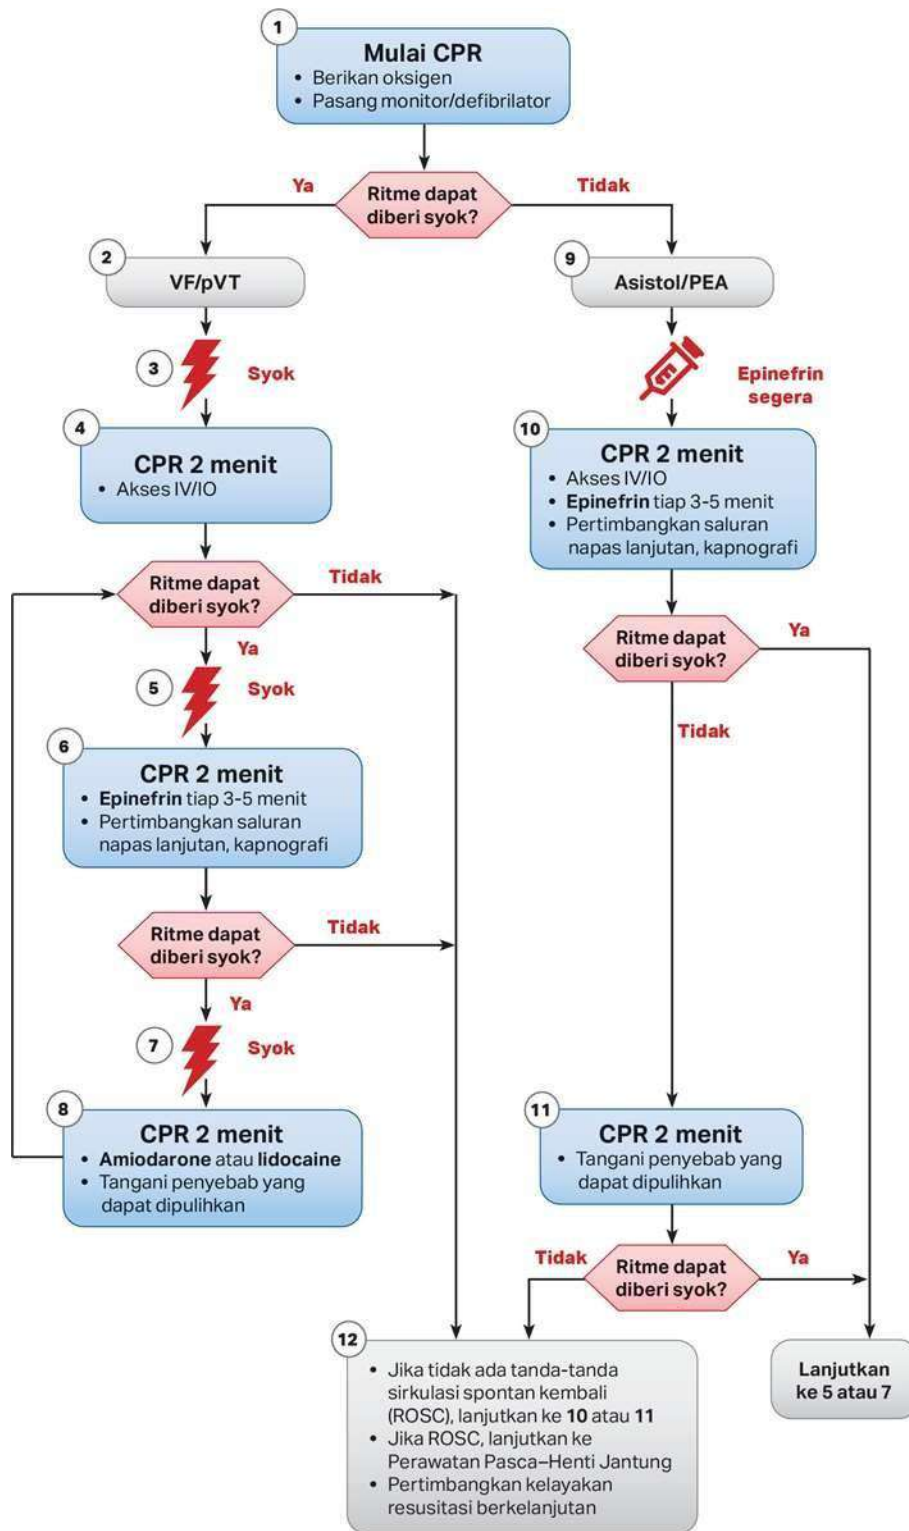 1
Mulai CPR
• Berikan oksigen
• Pasang monitor/defibrilator
Ya
Ritme dapat
diberi syok?
Tidak
2
VF/pVT
3
Syok
4
CPR 2 menit
• Akses IV/IO
Ritme dapat
diberi syok?
Tidak
Ya
5
Syok
6
CPR 2 menit
• Epinefrin tiap 3-5 menit
• Pertimbangkan saluran
napas lanjutan, kapnografi
Ritme dapat
diberi syok?
Tidak
Ya
7
Syok
8
CPR 2 menit
• Amiodarone atau lidocaine
• Tangani penyebab yang
dapat dipulihkan
9
Asistol/PEA
Epinefrin
segera
10
CPR 2 menit
• Akses IV/IO
• Epinefrin tiap 3-5 menit
• Pertimbangkan saluran
napas lanjutan, kapnografi
Ritme dapat
diberi syok?
Ya
Tidak
11
CPR 2 menit
• Tangani penyebab yang
dapat dipulihkan
Tidak
Ritme dapat
diberi syok?
Ya
12
• Jika tidak ada tanda-tanda
sirkulasi spontan kembali
(ROSC), lanjutkan ke 10 atau 11
• Jika ROSC, lanjutkan ke
Perawatan Pasca–Henti Jantung
• Pertimbangkan kelayakan
resusitasi berkelanjutan
Lanjutkan
ke 5 atau 7